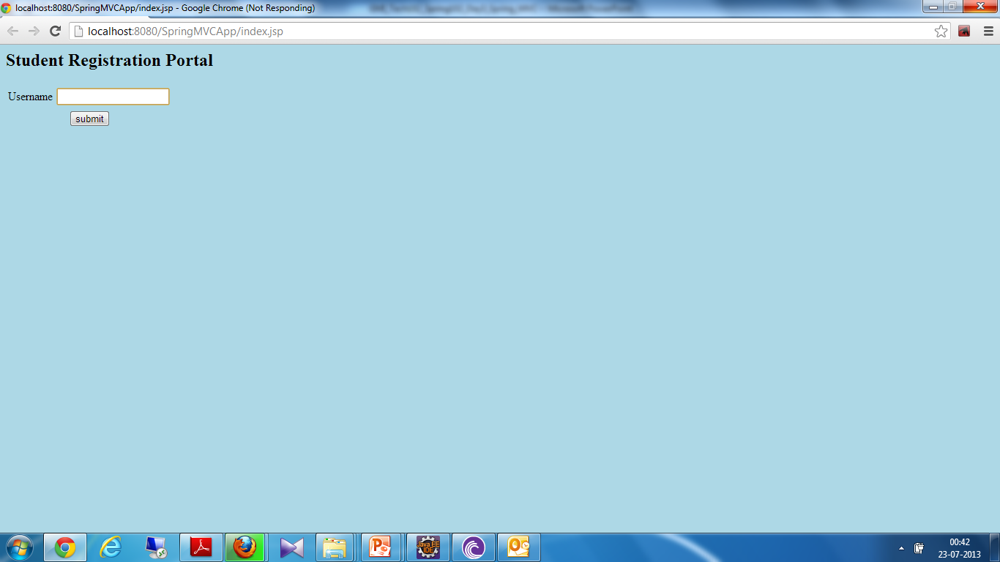 localhost:8080/SpringMVCApp/index.jsp - Google Chrome (Not Responding)
localhost:8080/SpringMVCApp/index.jsp
Student Registration Portal
Username
submit
Java EE
IDE
00:42
23-07-2013